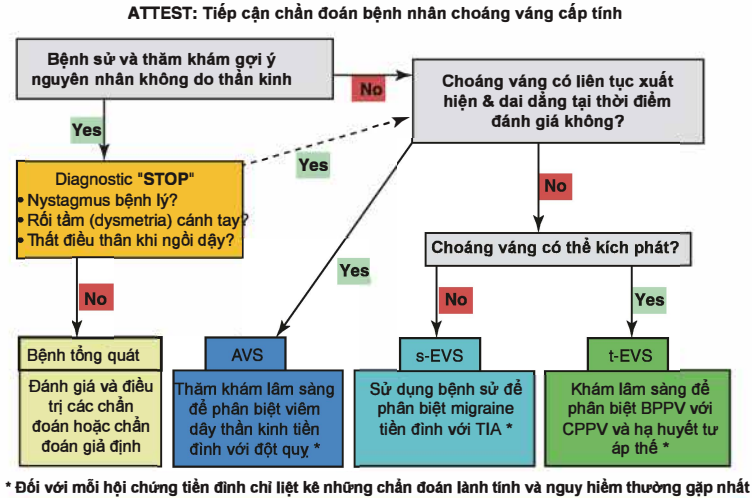 ATTEST: Tiếp cận chẩn đoán bệnh nhân choáng váng cấp tính
Bệnh sử và thăm khám gợi ý
nguyên nhân không do thần kinh
No
Choáng váng có liên tục xuất
hiện & dai dẳng tại thời điểm
đánh giá không?
Yes
Yes
Diagnostic "STOP"
• Nystagmus bệnh lý?
• Rối tầm (dysmetria) cánh tay?
• Thất điều thân khi ngồi dậy?
No
Choáng váng có thể kích phát?
Yes
No
No
Yes
Bệnh tổng quát
Đánh giá và điều
trị các chẩn
đoán hoặc chẩn
đoán giả định
AVS
Thăm khám lâm sàng
để phân biệt viêm
dây thần kinh tiền
đình với đột quỵ *
s-EVS
Sử dụng bệnh sử để
phân biệt migraine
tiền đình với TIA *
t-EVS
Khám lâm sàng để
phân biệt BPPV với
CPPV và hạ huyết tư
áp thế *
* Đối với mỗi hội chứng tiền đình chỉ liệt kê những chẩn đoán lành tính và nguy hiểm thường gặp nhất